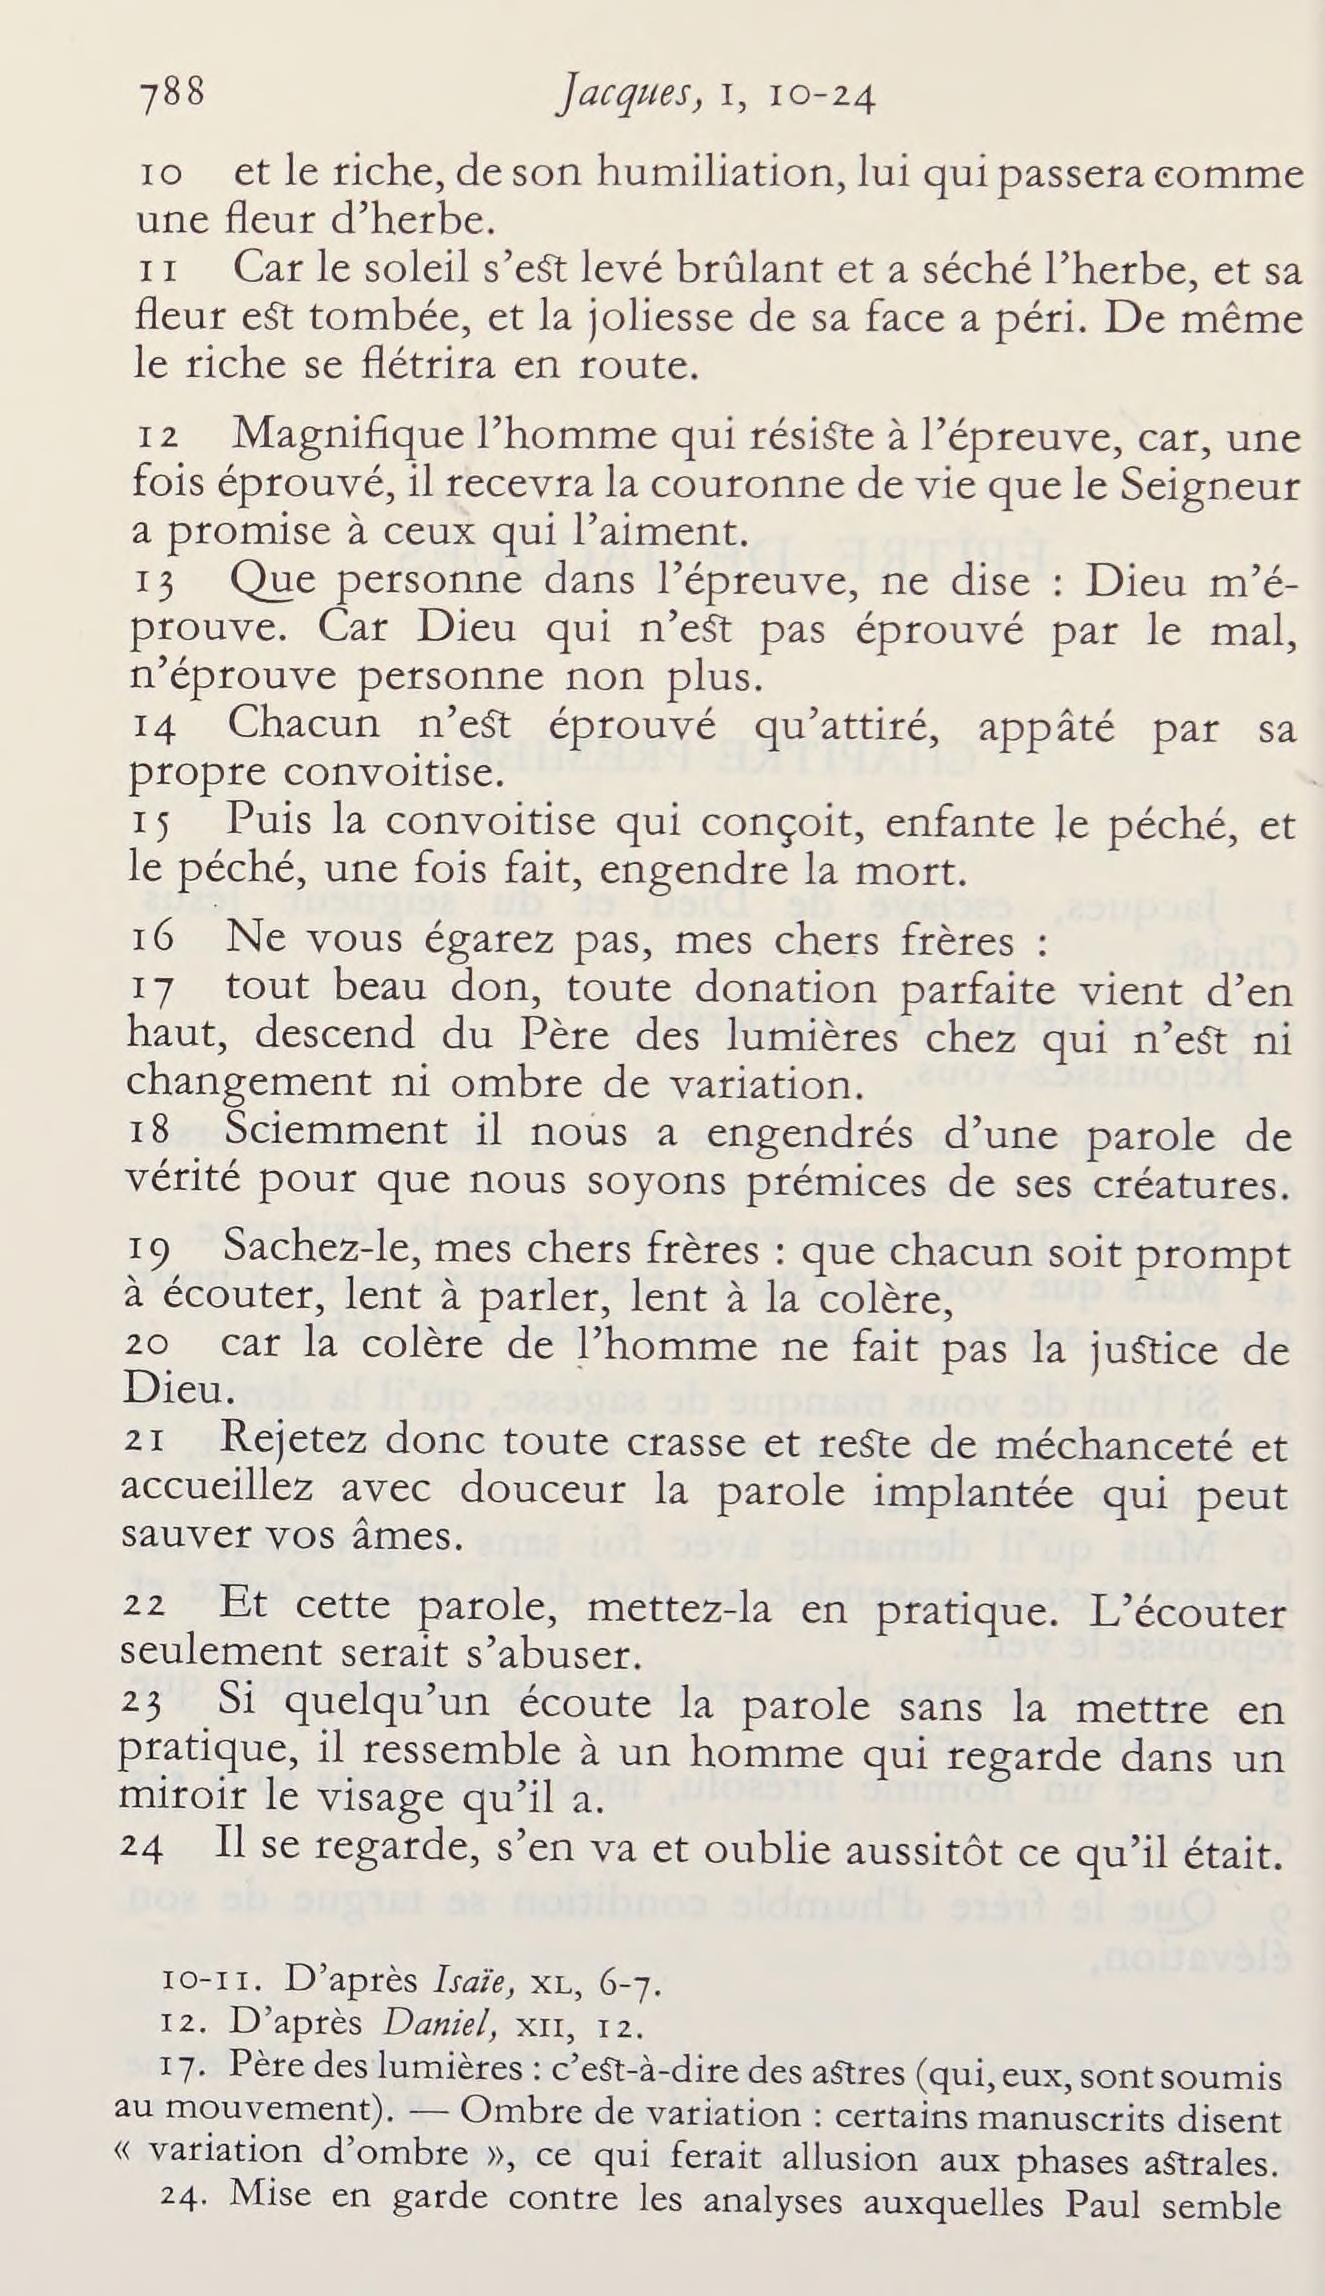 788 Jacques, I, 10-24
10 et le riche, de son humiliation, lui qui passera comme
une fleur d’herbe.
11 Car le soleil s’est levé brûlant et a séché l’herbe, et sa
fleur est tombée, et la joliesse de sa face a péri. De même
le riche se flétrira en route.
12 Magnifique l’homme qui résiste à l’épreuve, car, une
fois éprouvé, il recevra la couronne de vie que le Seigneur
a promise à ceux qui l’aiment.
13 Que personne dans l’épreuve, ne dise : Dieu m’é-
prouve. Car Dieu qui n’est pas éprouvé par le mal,
n’éprouve personne non plus.
14 Chacun n’est éprouvé qu’attiré, appâté par sa
propre convoitise.
15 Puis la convoitise qui conçoit, enfante le péché, et
le péché, une fois fait, engendre la mort.
16 Ne vous égarez pas, mes chers frères :
17 tout beau don, toute donation parfaite vient d’en
haut, descend du Père des lumières chez qui n’est ni
changement ni ombre de variation.
18 Sciemment il nous a engendrés d’une parole de
vérité pour que nous soyons prémices de ses créatures.
19 Sachez-le, mes chers frères : que chacun soit prompt
à écouter, lent à parler, lent à la colère,
20 car la colère de l’homme ne fait pas la justice de
Dieu.
21 Rejetez donc toute crasse et reste de méchanceté et
accueillez avec douceur la parole implantée qui peut
sauver vos âmes.
22 Et cette parole, mettez-la en pratique. L’écouter
seulement serait s’abuser.
23 Si quelqu’un écoute la parole sans la mettre en
pratique, il ressemble à un homme qui regarde dans un
miroir le visage qu’il a.
24 Il se regarde, s’en va et oublie aussitôt ce qu’il était.
10-11. D’après Isaïe, XL, 6-7.
12. D’après Daniel, XII, 12.
17. Père des lumières : c’est-à-dire des astres (qui, eux, sont soumis
au mouvement). — Ombre de variation : certains manuscrits disent
« variation d’ombre », ce qui ferait allusion aux phases astrales.
24. Mise en garde contre les analyses auxquelles Paul semble